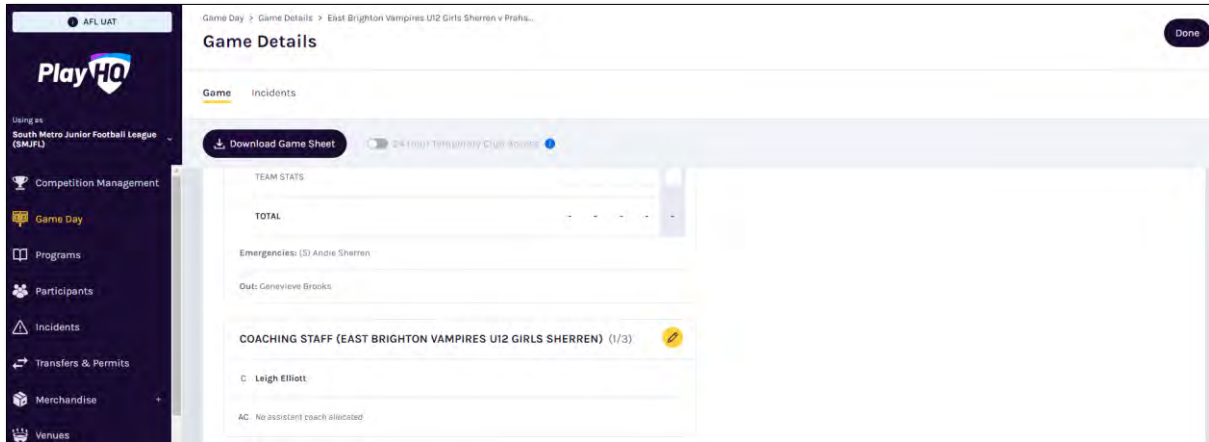 AFL UAT
PlayHQ
Using as
South Metro Junior Football League
(SMJFL)
Competition Management
Game Day
Programs
Participants
Incidents
Transfers & Permits
Merchandise +
Venues
Game Day > Game Details > East Brighton Vampires U12 Girls Sherren v Prahs...
Game Details
Done
Game Incidents
Download Game Sheet
24 Hour Temporary Club Access
TEAM STATS
TOTAL - - - - -
Emergencies: (S) Andie Sherren
Out: Genevieve Brooks
COACHING STAFF (EAST BRIGHTON VAMPIRES U12 GIRLS SHERREN) (1/3)
C Leigh Elliott
AC No assistant coach allocated